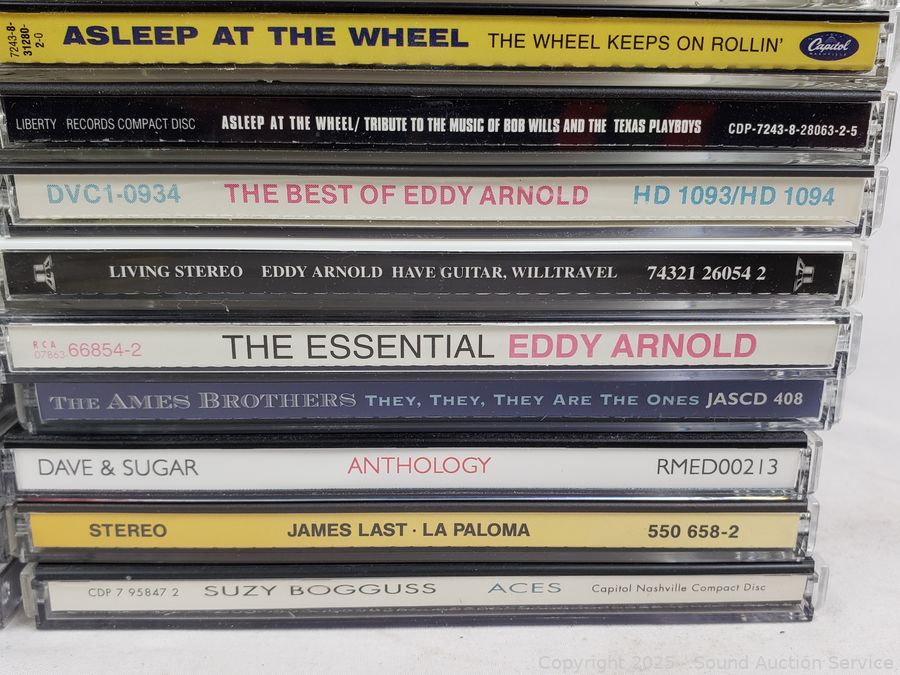 7243-8-
31280-
2-0
ASLEEP AT THE WHEEL THE WHEEL KEEPS ON ROLLIN' Capitol NASHVILLE
LIBERTY RECORDS COMPACT DISC ASLEEP AT THE WHEEL/ TRIBUTE TO THE MUSIC OF BOB WILLS AND THE TEXAS PLAYBOYS CDP-7243-8-28063-2-5
DVC1-0934 THE BEST OF EDDY ARNOLD HD 1093/HD 1094
LIVING STEREO EDDY ARNOLD HAVE GUITAR, WILLTRAVEL 74321 26054 2
RCA
07863 66854-2 THE ESSENTIAL EDDY ARNOLD
THE AMES BROTHERS THEY, THEY, THEY ARE THE ONES JASCD 408
DAVE & SUGAR ANTHOLOGY RMED00213
STEREO JAMES LAST · LA PALOMA 550 658-2
CDP 7 95847 2 SUZY BOGGUSS ACES Capitol Nashville Compact Disc
Copyright 2025 - Sound Auction Service